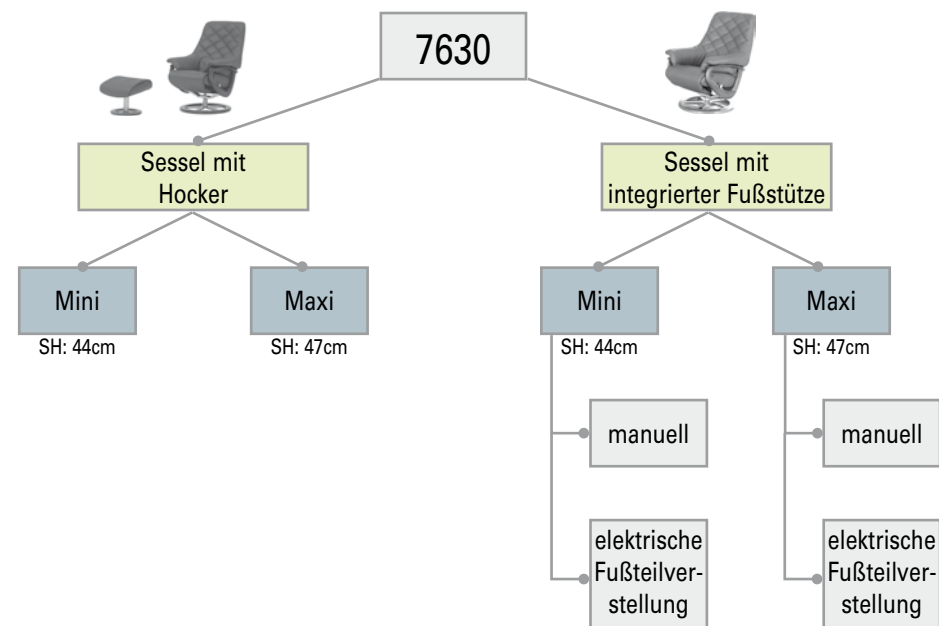 7630
Sessel mit
Hocker
Sessel mit
integrierter Fußstütze
Mini
SH: 44cm
Maxi
SH: 47cm
Mini
SH: 44cm
Maxi
SH: 47cm
manuell
manuell
elektrische
Fußteilver-
stellung
elektrische
Fußteilver-
stellung